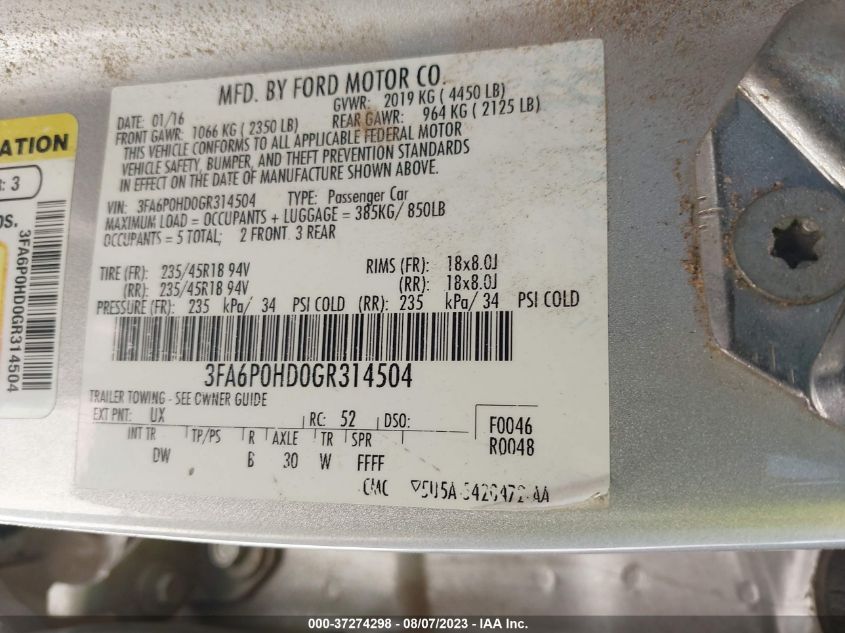 MFD. BY FORD MOTOR CO.
DATE: 01/16 GVWR: 2019 KG ( 4450 LB)
FRONT GAWR: 1066 KG ( 2350 LB) REAR GAWR: 964 KG ( 2125 LB)
THIS VEHICLE CONFORMS TO ALL APPLICABLE FEDERAL MOTOR
VEHICLE SAFETY, BUMPER, AND THEFT PREVENTION STANDARDS
IN EFFECT ON THE DATE OF MANUFACTURE SHOWN ABOVE.
VIN: 3FA6P0HD0GR314504 TYPE: Passenger Car
MAXIMUM LOAD = OCCUPANTS + LUGGAGE = 385KG/ 850LB
OCCUPANTS = 5 TOTAL; 2 FRONT 3 REAR
TIRE (FR): 235/45R18 94V RIMS (FR): 18x8.0J
(RR): 235/45R18 94V (RR): 18x8.0J
PRESSURE (FR): 235 kPa/ 34 PSI COLD (RR): 235 kPa/ 34 PSI COLD
3FA6P0HD0GR314504
TRAILER TOWING - SEE OWNER GUIDE
EXT PNT: UX RC: 52 DSO: F0046
INT TR TP/PS R AXLE TR SPR R0048
DW B 30 W FFFF
CMC
ATION
: 3
3FA6P0HD0GR314504
000-37274298 - 08/07/2023 - IAA Inc.